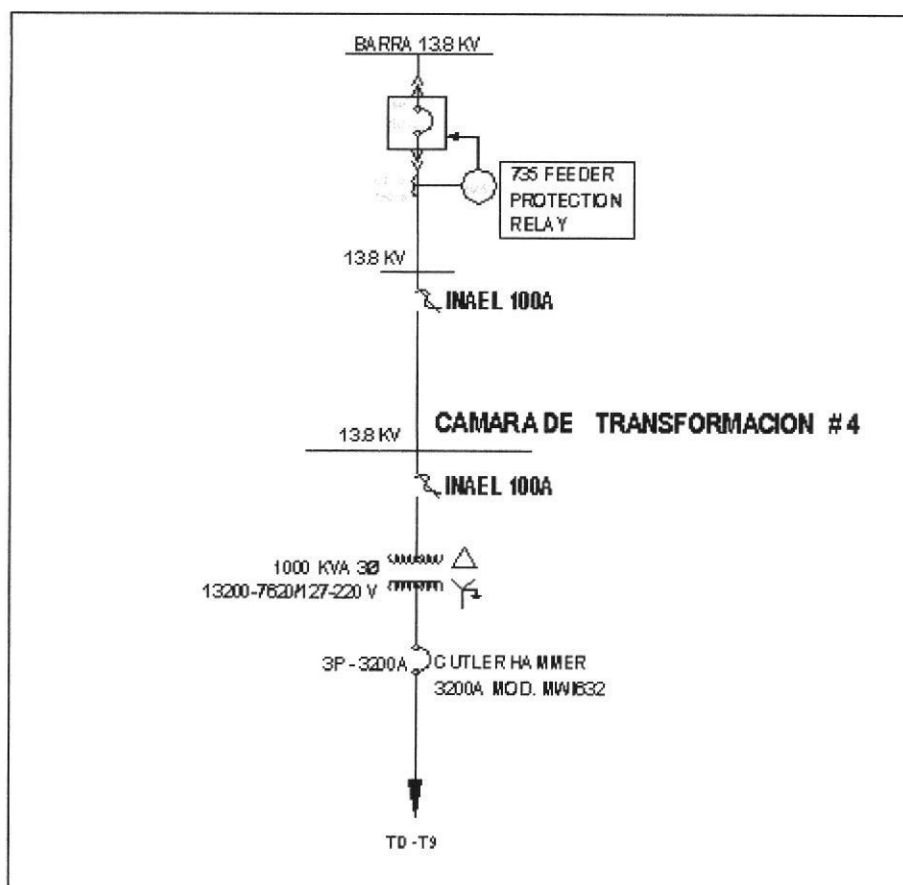 BARRA 13.8 KV
735 FEEDER
PROTECTION
RELAY
13.8 KV
INAEL 100A
CAMARA DE TRANSFORMACION # 4
13.8 KV
INAEL 100A
1000 KVA 3Ø
13200-7620/127-220 V
3P - 3200A
CUTLER HAMMER
3200A MOD. MWI632
TD -T9